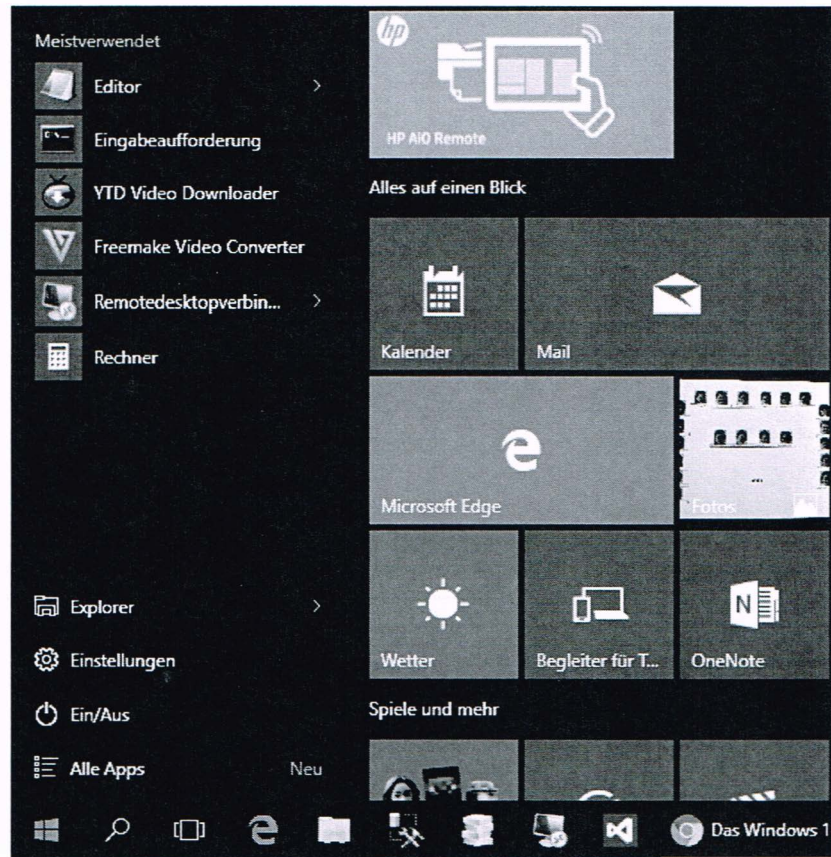 Meistverwendet
Editor
Eingabeaufforderung
YTD Video Downloader
Freemake Video Converter
Remotedesktopverbin...
Rechner
Explorer
Einstellungen
Ein/Aus
Alle Apps Neu
hp
HP AiO Remote
Alles auf einen Blick
Kalender
Mail
Microsoft Edge
Fotos
Wetter
Begleiter für T...
OneNote
Spiele und mehr
Das Windows 1